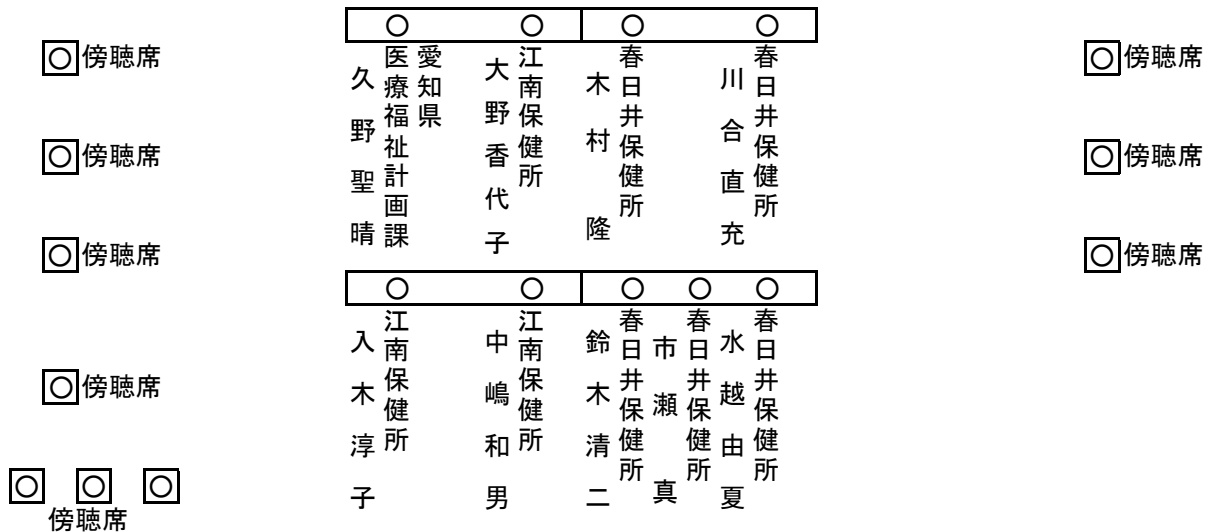 ○ ○ ○ ○
春日井保健所
川合直充
春日井保健所
木村隆
江南保健所
大野香代子
愛知県
医療福祉計画課
久野聖晴
○ ○ ○ ○ ○
春日井保健所
水越由夏
春日井保健所
市瀬真
春日井保健所
鈴木清二
江南保健所
中嶋和男
江南保健所
入木淳子
○傍聴席
○傍聴席
○傍聴席
○傍聴席
○ ○ ○
傍聴席
○傍聴席
○傍聴席
○傍聴席